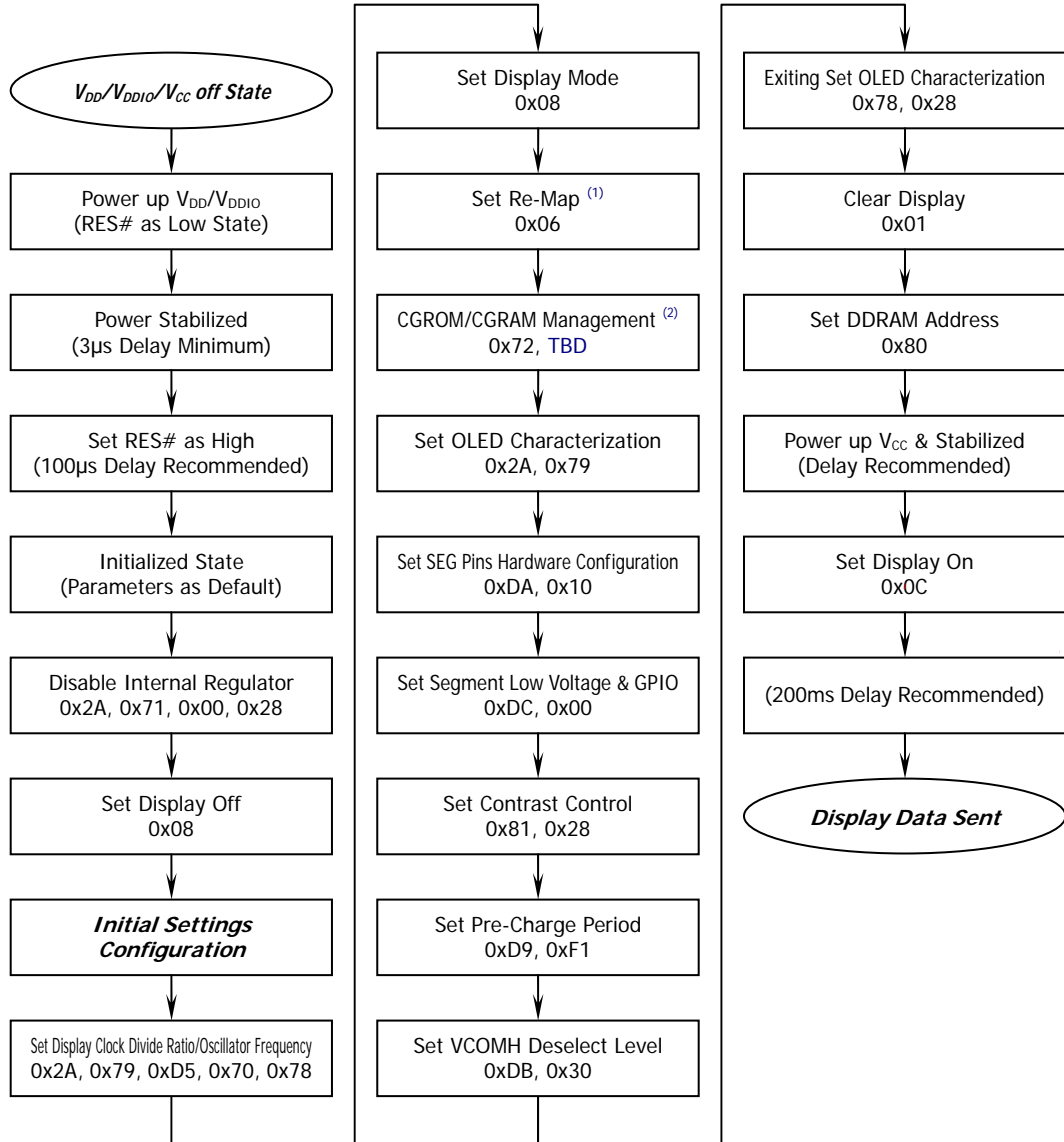 V_DD/V_DDIO/V_CC off State
Power up V_DD/V_DDIO
(RES# as Low State)
Power Stabilized
(3µs Delay Minimum)
Set RES# as High
(100µs Delay Recommended)
Initialized State
(Parameters as Default)
Disable Internal Regulator
0x2A, 0x71, 0x00, 0x28
Set Display Off
0x08
Initial Settings
Configuration
Set Display Clock Divide Ratio/Oscillator Frequency
0x2A, 0x79, 0xD5, 0x70, 0x78
Set Display Mode
0x08
Set Re-Map (1)
0x06
CGROM/CGRAM Management (2)
0x72, TBD
Set OLED Characterization
0x2A, 0x79
Set SEG Pins Hardware Configuration
0xDA, 0x10
Set Segment Low Voltage & GPIO
0xDC, 0x00
Set Contrast Control
0x81, 0x28
Set Pre-Charge Period
0xD9, 0xF1
Set VCOMH Deselect Level
0xDB, 0x30
Exiting Set OLED Characterization
0x78, 0x28
Clear Display
0x01
Set DDRAM Address
0x80
Power up V_CC & Stabilized
(Delay Recommended)
Set Display On
0x0C
(200ms Delay Recommended)
Display Data Sent